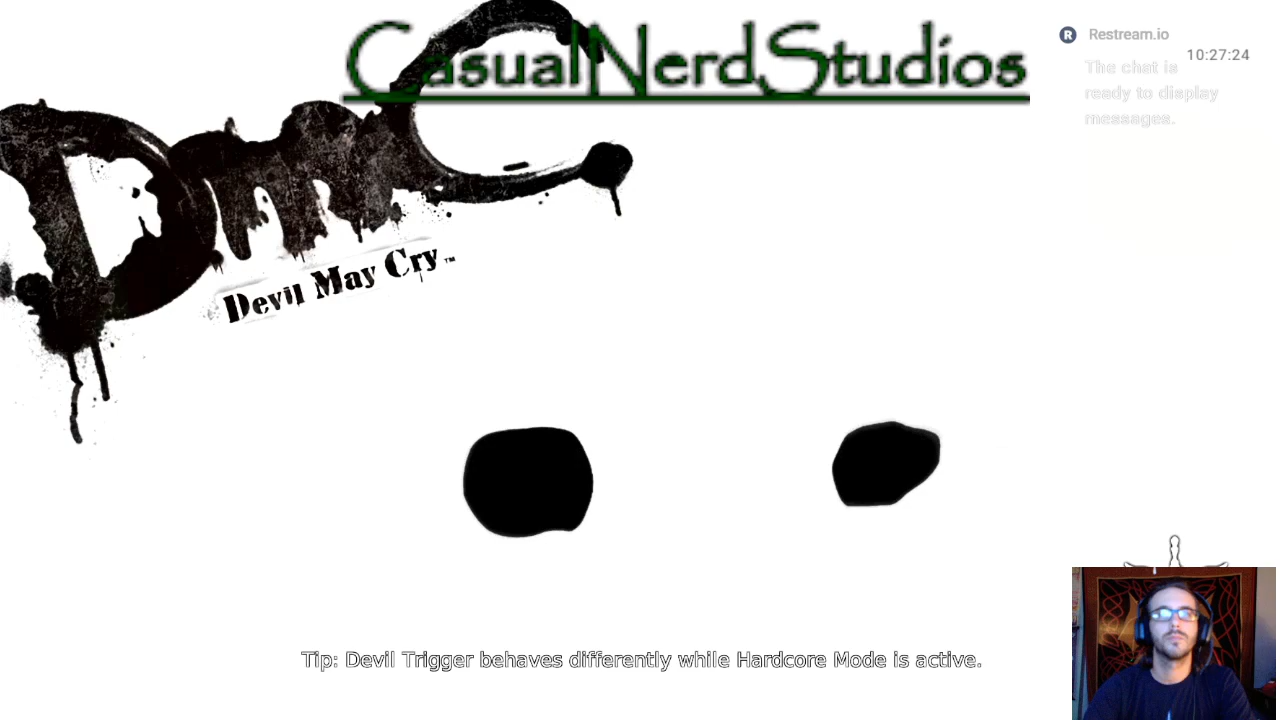 CasualNerdStudios
R Restream.io
10:27:24
The chat is
ready to display
messages.
DmC
Devil May Cry™
Tip: Devil Trigger behaves differently while Hardcore Mode is active.